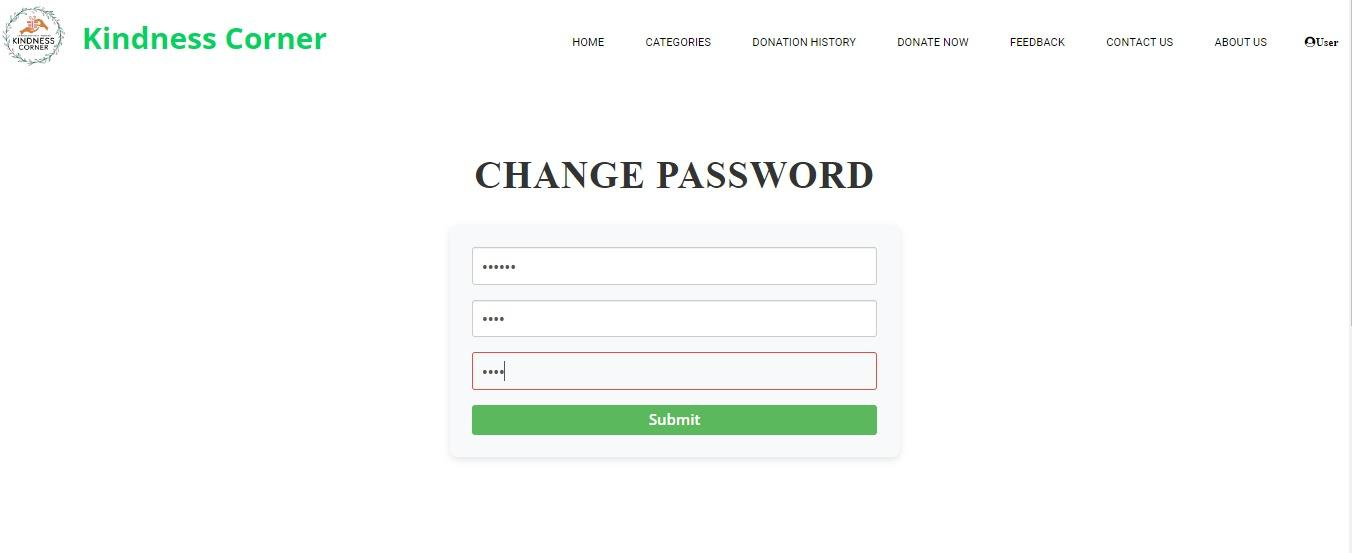 KINDNESS
CORNER
Kindness Corner
HOME
CATEGORIES
DONATION HISTORY
DONATE NOW
FEEDBACK
CONTACT US
ABOUT US
User
CHANGE PASSWORD
••••••
••••
••••
Submit